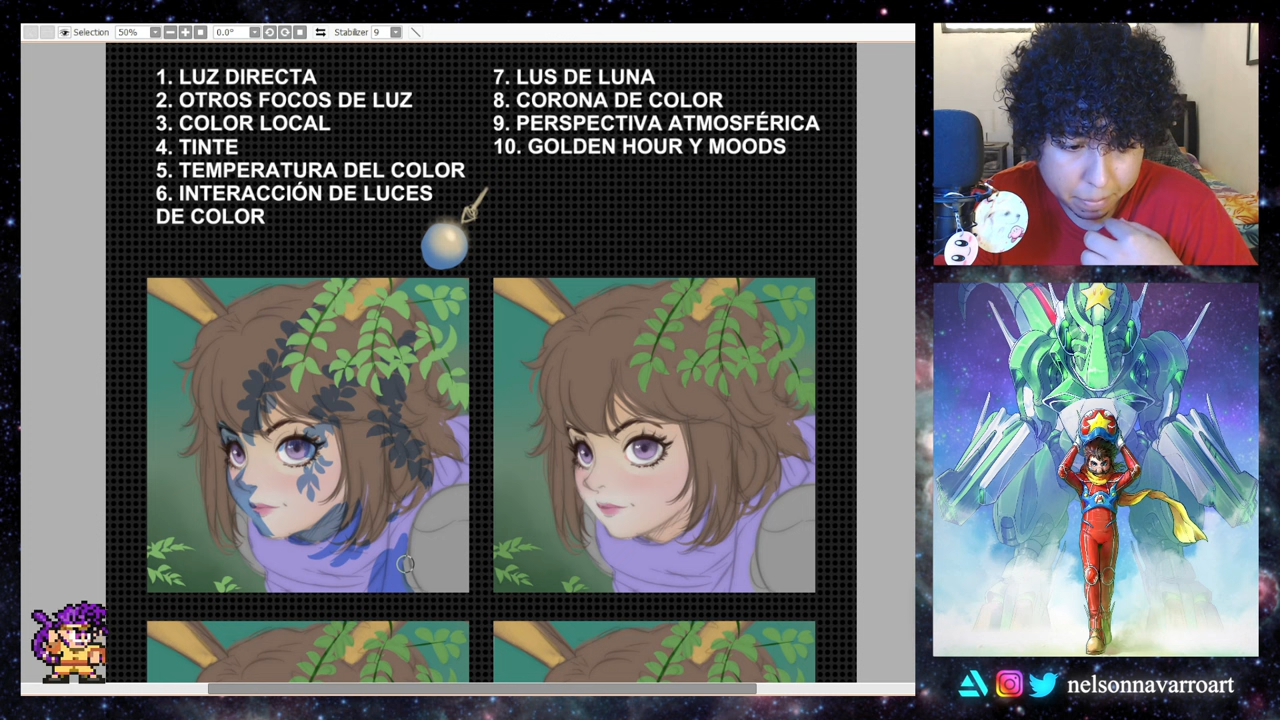 Selection 50% 0.0° Stabilizer 9
1. LUZ DIRECTA
2. OTROS FOCOS DE LUZ
3. COLOR LOCAL
4. TINTE
5. TEMPERATURA DEL COLOR
6. INTERACCIÓN DE LUCES
DE COLOR
7. LUS DE LUNA
8. CORONA DE COLOR
9. PERSPECTIVA ATMOSFÉRICA
10. GOLDEN HOUR Y MOODS
nelsonnavarroart